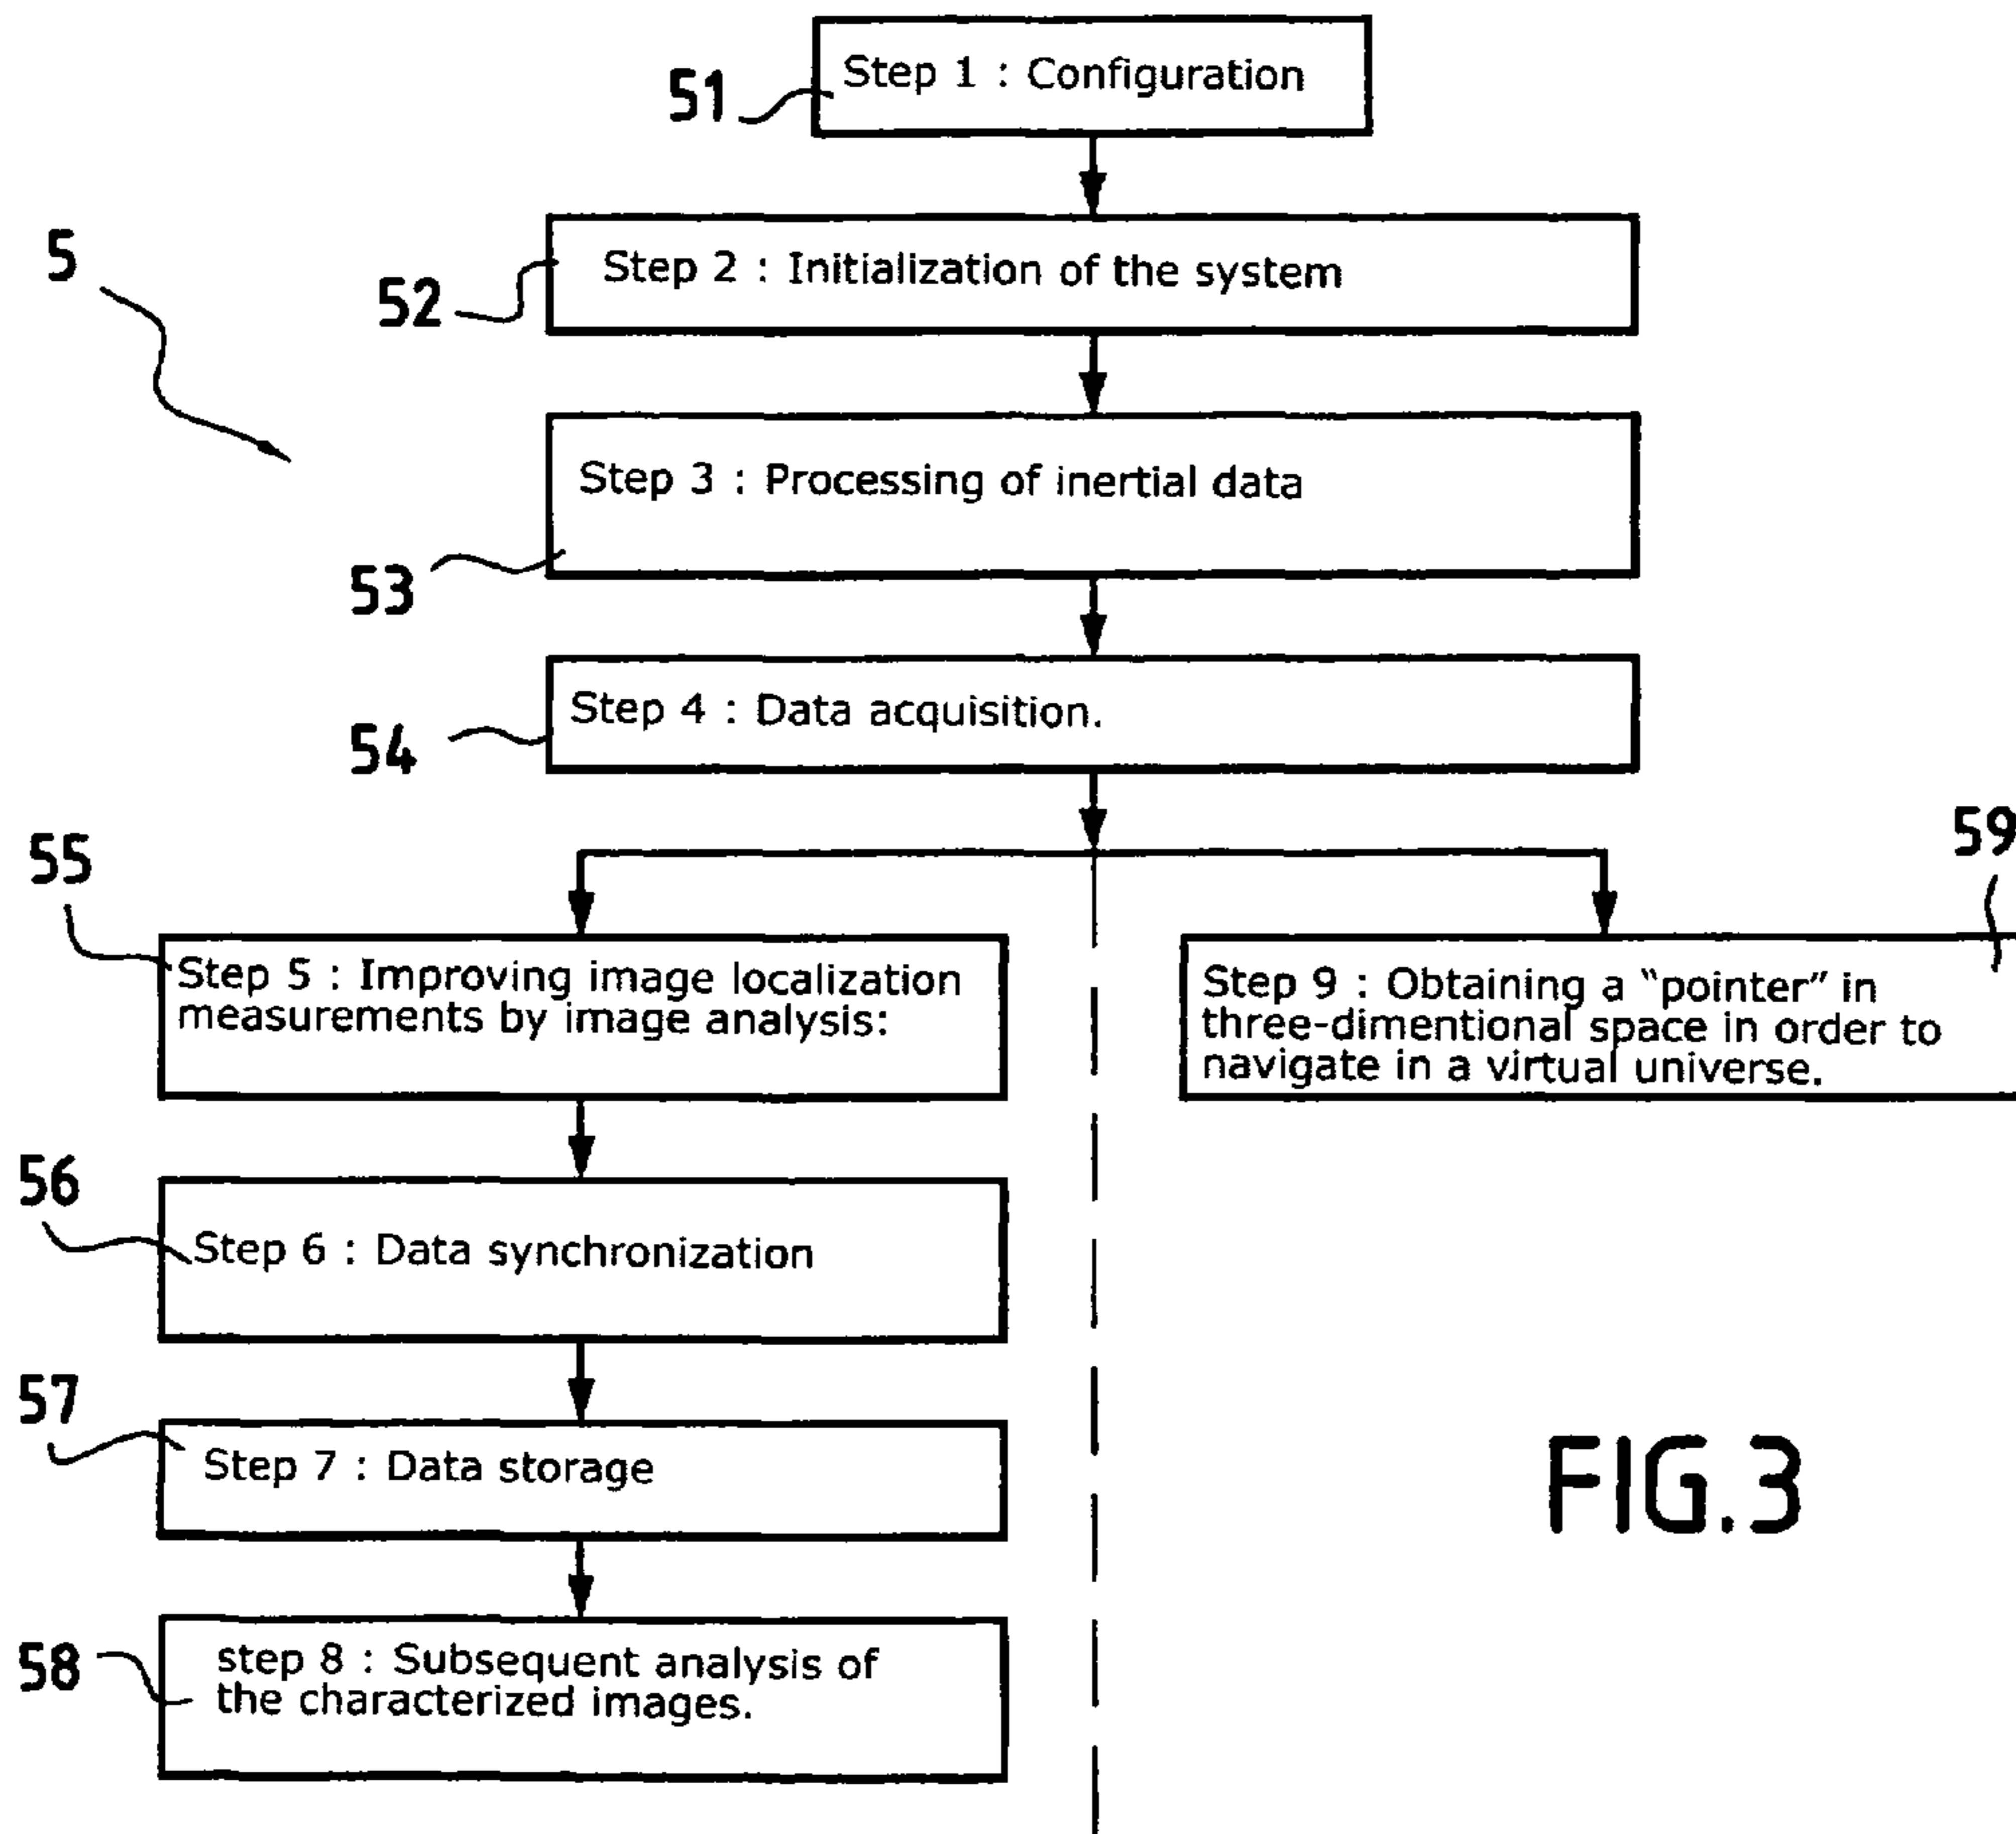 Step 1 : Configuration
51
Step 2 : Initialization of the system
5
52
Step 3 : Processing of inertial data
53
Step 4 : Data acquisition.
54
55
59
Step 5 : Improving image localization
measurements by image analysis:
Step 9 : Obtaining a “pointer” in
three-dimentional space in order to
navigate in a virtual universe.
56
Step 6 : Data synchronization
57
Step 7 : Data storage
FIG.3
58
step 8 : Subsequent analysis of
the characterized images.